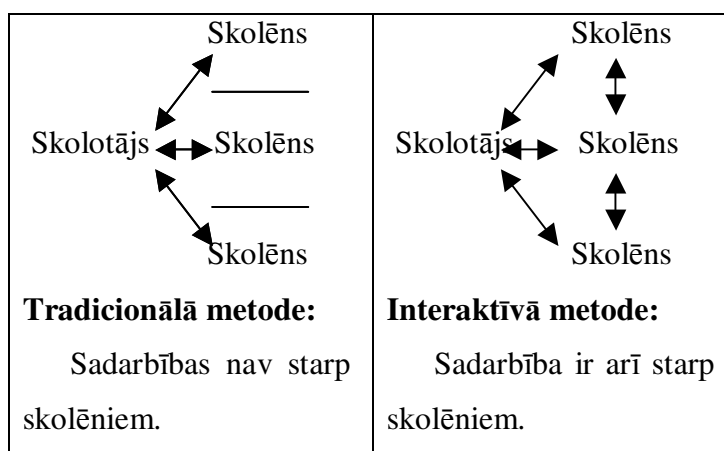 Skolēns
Skolotājs Skolēns
Skolēns
Tradicionālā metode:
Sadarbības nav starp
skolēniem.
Skolēns
Skolotājs Skolēns
Skolēns
Interaktīvā metode:
Sadarbība ir arī starp
skolēniem.